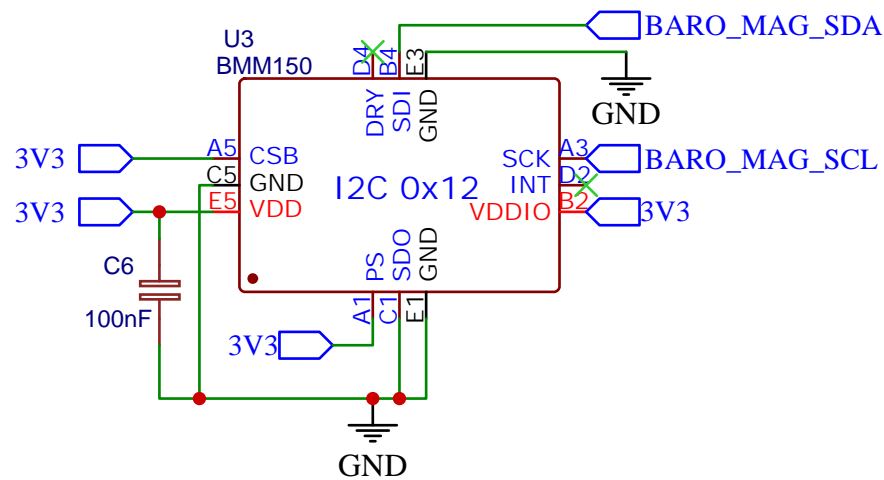 BARO_MAG_SDA
U3
BMM150
D4
B4
E3
GND
DRY
SDI
GND
3V3
A5
CSB
SCK
A3
BARO_MAG_SCL
C5
GND
I2C 0x12
INT
D2
3V3
E5
VDD
VDDIO
B2
3V3
C6
100nF
PS
SDO
GND
A1
C1
E1
3V3
GND